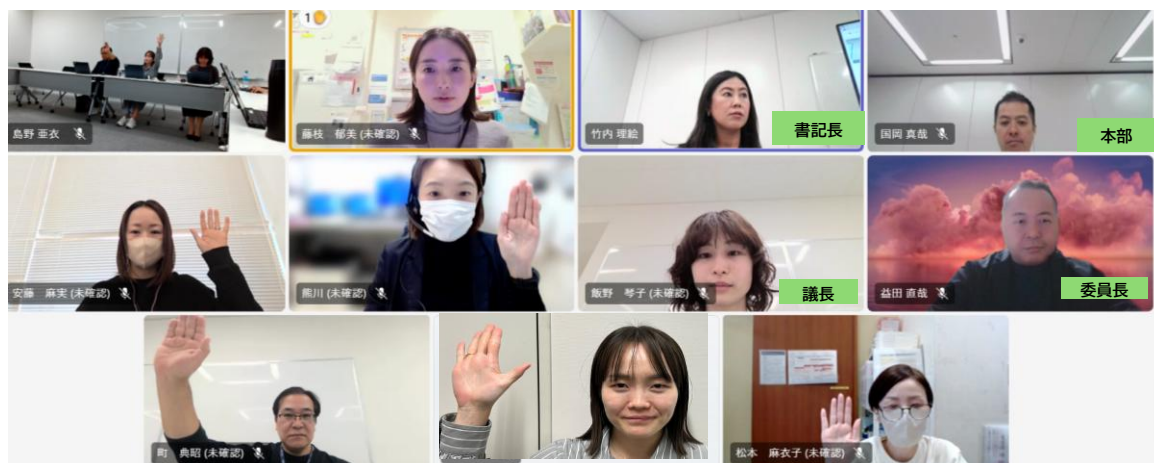 1
島野 亜衣
藤枝　郁美 (未確認)
竹内 理絵
書記長
国岡 真哉
本部
安藤　麻実 (未確認)
熊川 (未確認)
飯野　琴子 (未確認)
議長
益田 直哉
委員長
町　典昭 (未確認)
松本　麻衣子 (未確認)